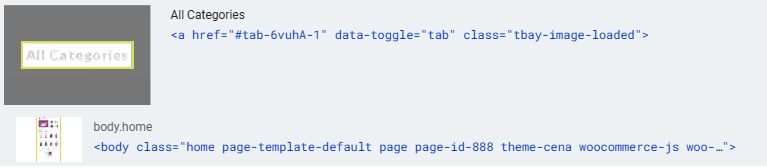 All Categories
<a href="#tab-6vuhA-1" data-toggle="tab" class="tbay-image-loaded">
All Categories
body.home
<body class="home page-template-default page page-id-888 theme-cena woocommerce-js woo-…">